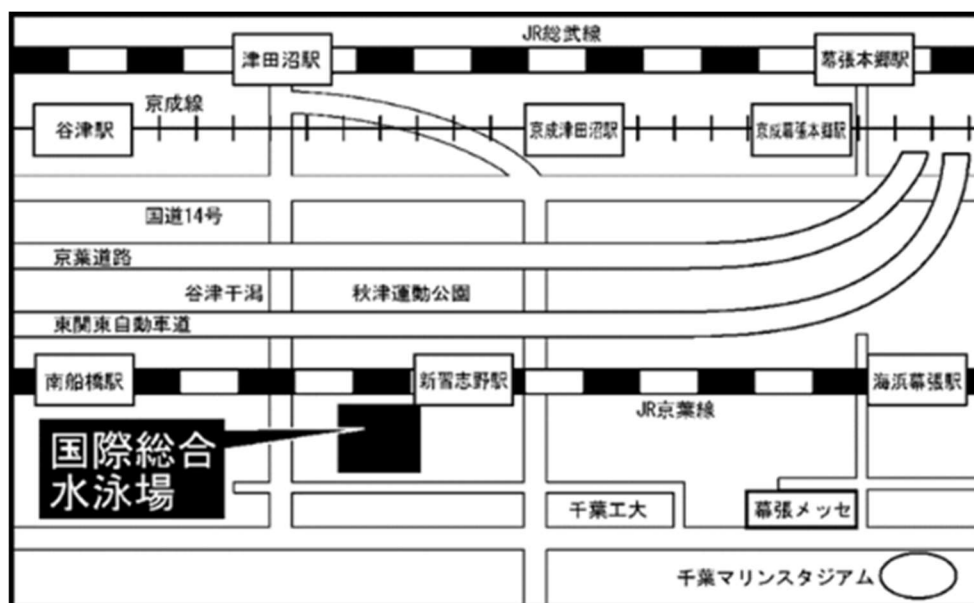 JR総武線
津田沼駅
幕張本郷駅
京成線
谷津駅
京成津田沼駅
京成幕張本郷駅
国道14号
京葉道路
谷津干潟
秋津運動公園
東関東自動車道
南船橋駅
新習志野駅
海浜幕張駅
JR京葉線
国際総合
水泳場
千葉工大
幕張メッセ
千葉マリンスタジアム